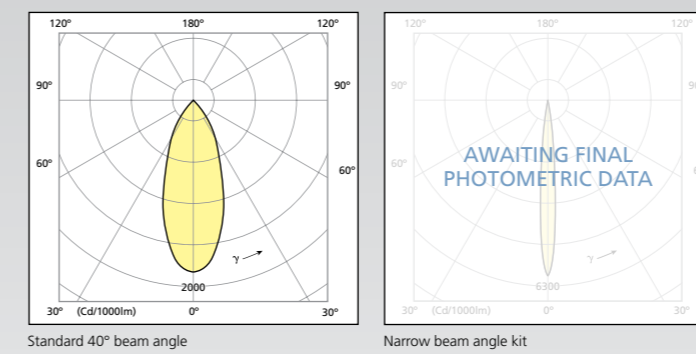 120° 180° 120°
90° 90°
60° 60°
2000
γ
30° (Cd/1000lm) 0° 30°
Standard 40° beam angle
120° 180° 120°
90°
60°
AWAITING FINAL
PHOTOMETRIC DATA
6300
γ
30° (Cd/1000lm) 0° 30°
Narrow beam angle kit